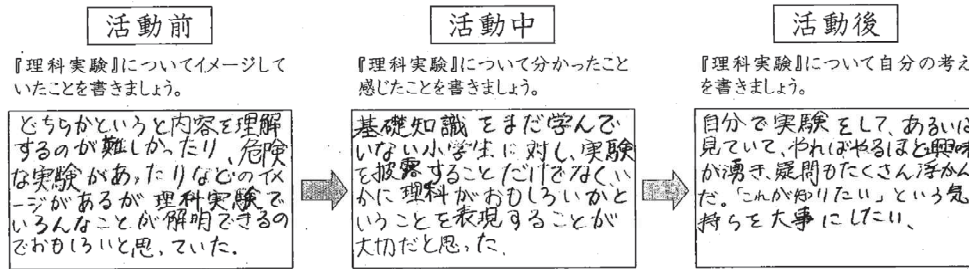 活動前
『理科実験』についてイメージして
いたことを書きましょう。
どちらかというと内容を理解
するのが難しかったり、危険
な実験があったりなどのイメ
ージがあるが理科実験で
いろんなことが解明できるの
でおもしろいと思っていた。
活動中
『理科実験』について分かったこと
感じたことを書きましょう。
基礎知識をまだ学んで
いない小学生に対し、実験
を披露することだけでなく、い
かに理科がおもしろいかと
いうことを表現することが
大切だと思った。
活動後
『理科実験』について自分の考え
を書きましょう。
自分で実験をして、あるいは
見ていて、やればやるほど興味
が湧き、疑問もたくさん浮かん
だ。「これが知りたい」という気
持ちを大事にしたい。